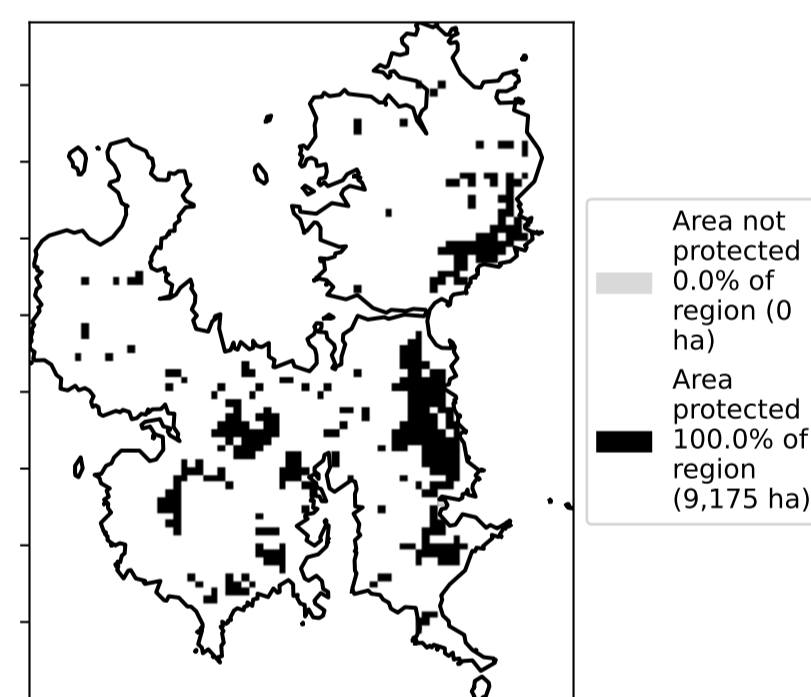 Area not
protected
0.0% of
region (0
ha)
Area
protected
100.0% of
region
(9,175 ha)